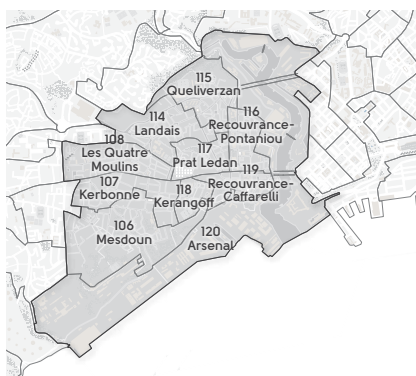 115
Queliverzan
114
Landais
116
Recouvrance-
Pontaniou
108
Les Quatre
Moulins
117
Prat Ledan
119
Recouvrance-
Caffarelli
107
Kerbonne
118
Kerangoff
106
Mesdoun
120
Arsenal